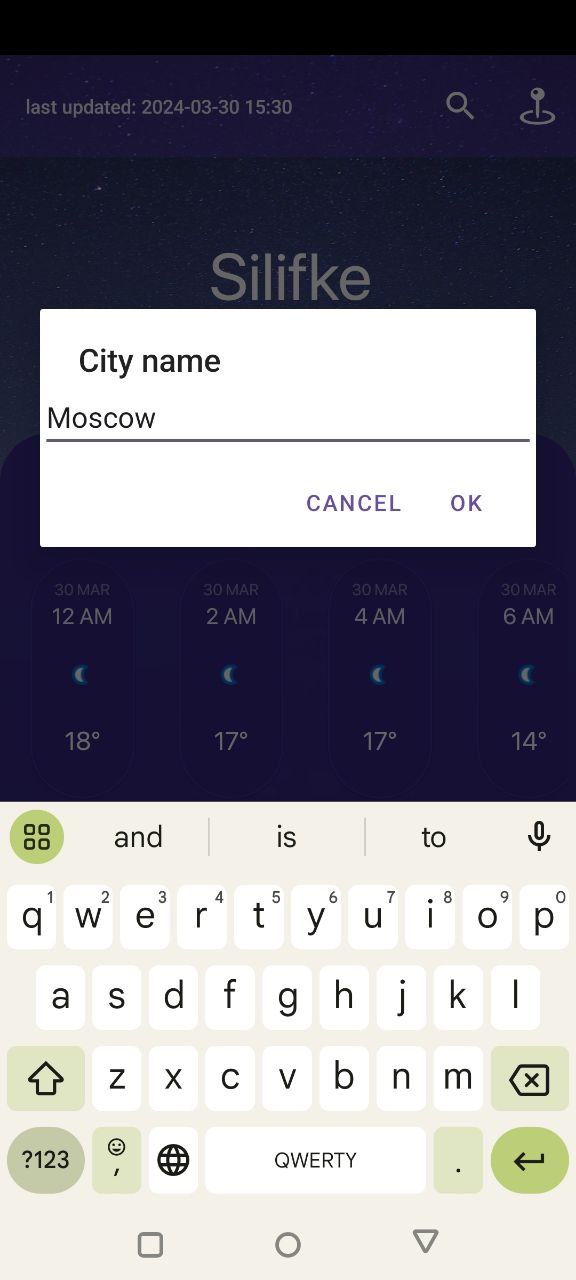 last updated: 2024-03-30 15:30
Silifke
City name
Moscow
CANCEL OK
30 MAR 30 MAR 30 MAR 30 MAR
12 AM 2 AM 4 AM 6 AM
18° 17° 17° 14°
and is to
q1 w2 e3 r4 t5 y6 u7 i8 o9 p0
a s d f g h j k l
z x c v b n m
?123 , QWERTY .